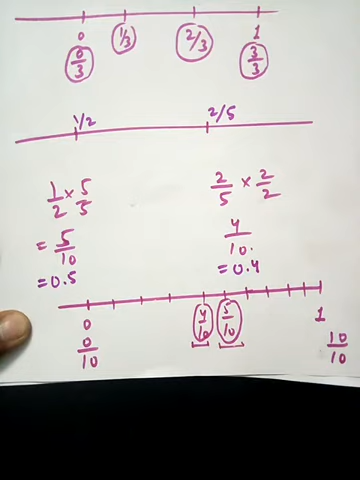 0 1/3 2/3 1
0/3 3/3
1/2 2/5
1/2 × 5/5 2/5 × 2/2
= 5/10 4/10.
= 0.5 = 0.4
0 4/10 5/10 1
0/10 10/10